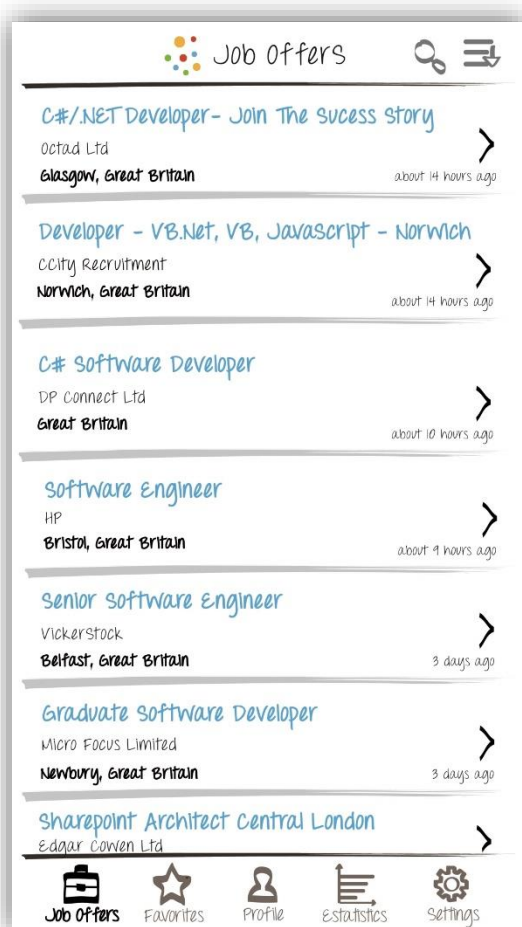 Job Offers
C#/.NET Developer- Join The Sucess Story
Octad Ltd
Glasgow, Great Britain
about 14 hours ago
Developer - VB.Net, VB, Javascript - Norwich
CCity Recruitment
Norwich, Great Britain
about 14 hours ago
C# Software Developer
DP Connect Ltd
Great Britain
about 10 hours ago
Software Engineer
HP
Bristol, Great Britain
about 9 hours ago
Senior Software Engineer
Vickerstock
Belfast, Great Britain
3 days ago
Graduate Software Developer
Micro Focus Limited
Newbury, Great Britain
3 days ago
Sharepoint Architect Central London
Edgar Cowen Ltd
Job Offers Favorites Profile Estatistics Settings